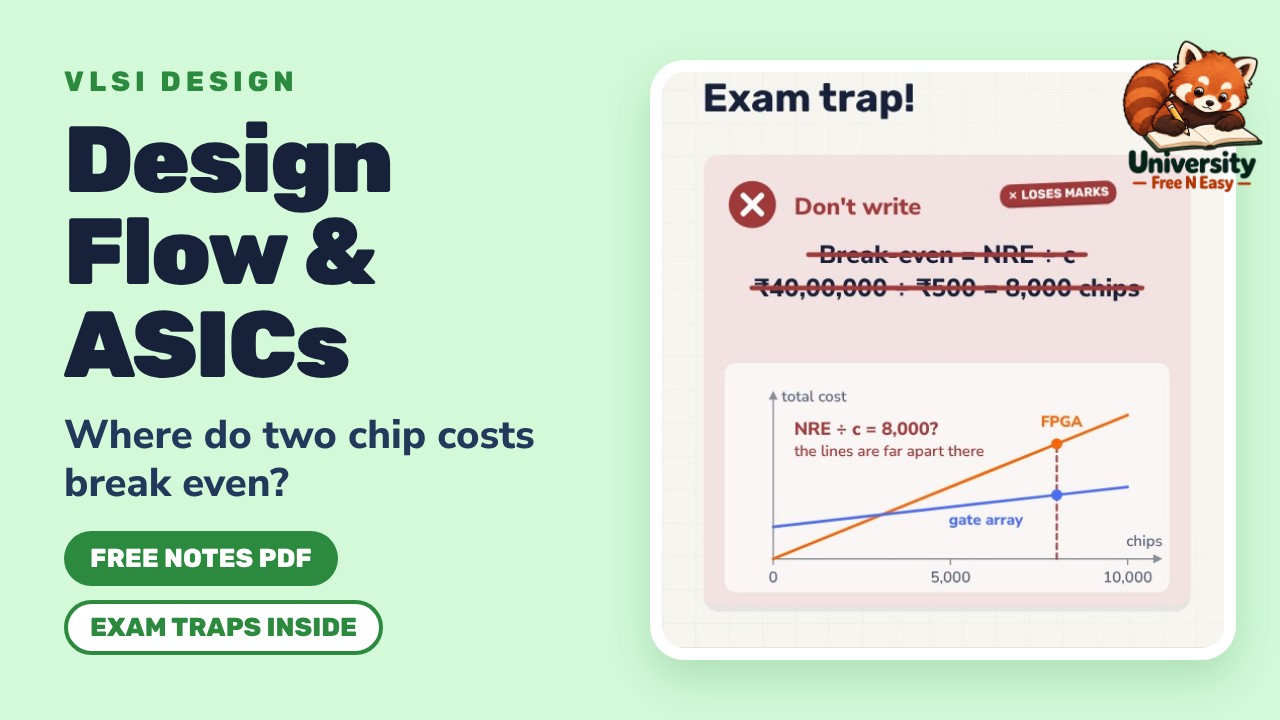 VLSI DESIGN
Design
Flow &
ASICs
Where do two chip costs
break even?
FREE NOTES PDF
EXAM TRAPS INSIDE
Exam trap!
University
Free N Easy
Don't write
× LOSES MARKS
Break-even = NRE ÷ c
₹40,00,000 ÷ ₹500 = 8,000 chips
total cost
NRE ÷ c = 8,000?
the lines are far apart there
FPGA
gate array
chips
0
5,000
10,000